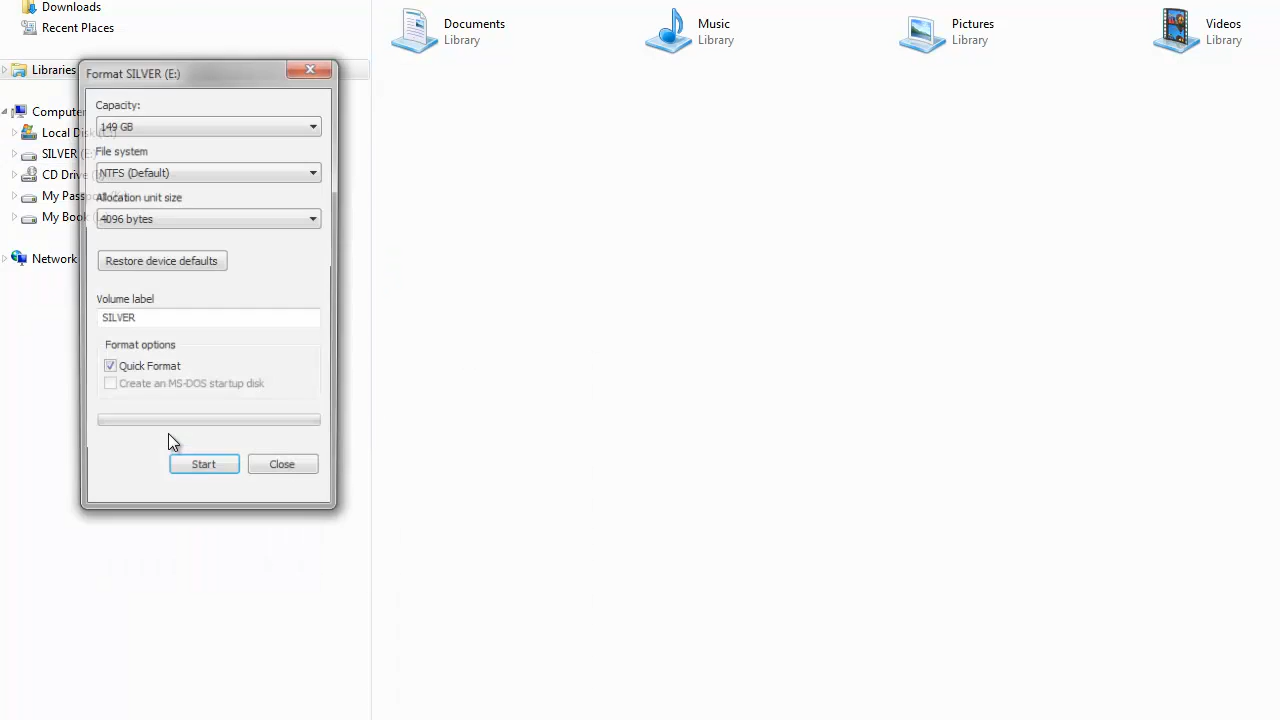 Downloads
Recent Places
Libraries
Computer
Local Disk (C:)
SILVER (E:)
CD Drive
My Passport
My Book
Network
Format SILVER (E:)
Capacity:
149 GB
File system
NTFS (Default)
Allocation unit size
4096 bytes
Restore device defaults
Volume label
SILVER
Format options
Quick Format
Create an MS-DOS startup disk
Start
Close
Documents
Library
Music
Library
Pictures
Library
Videos
Library